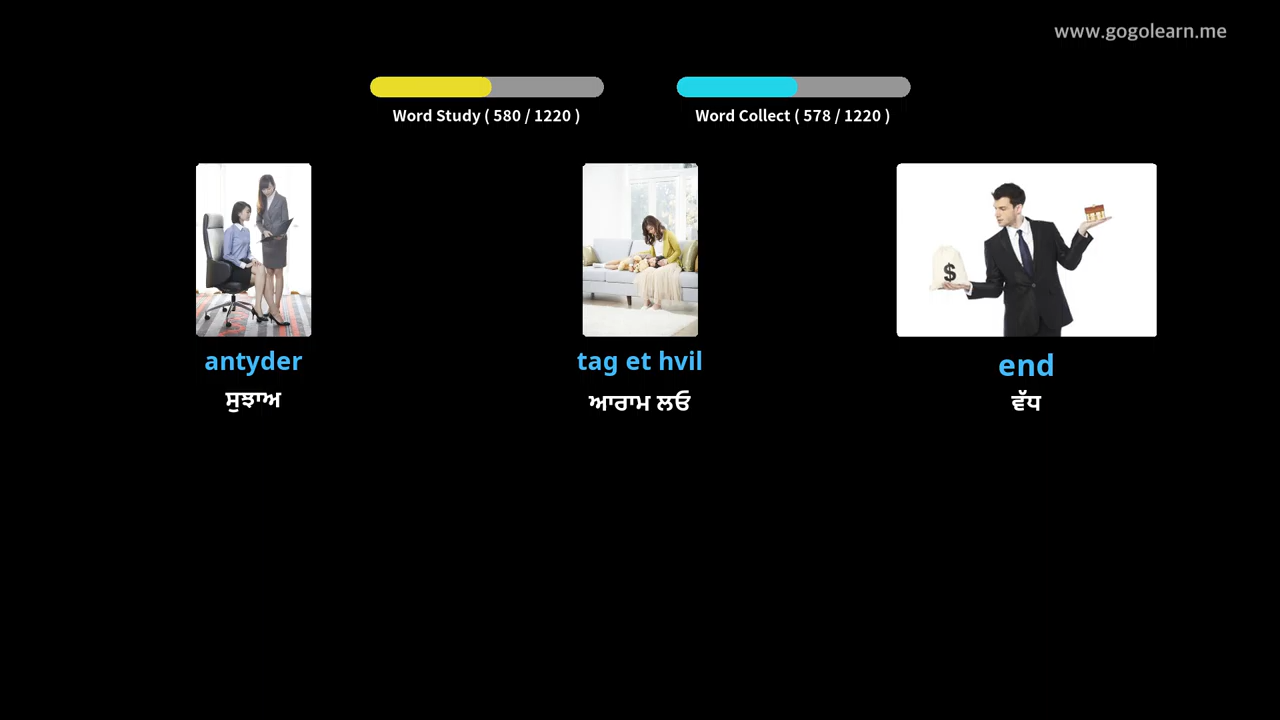 www.gogolearn.me
Word Study ( 580 / 1220 )
Word Collect ( 578 / 1220 )
$
antyder
tag et hvil
end
ਸੁਝਾਅ
ਆਰਾਮ ਲਓ
ਵੱਧ